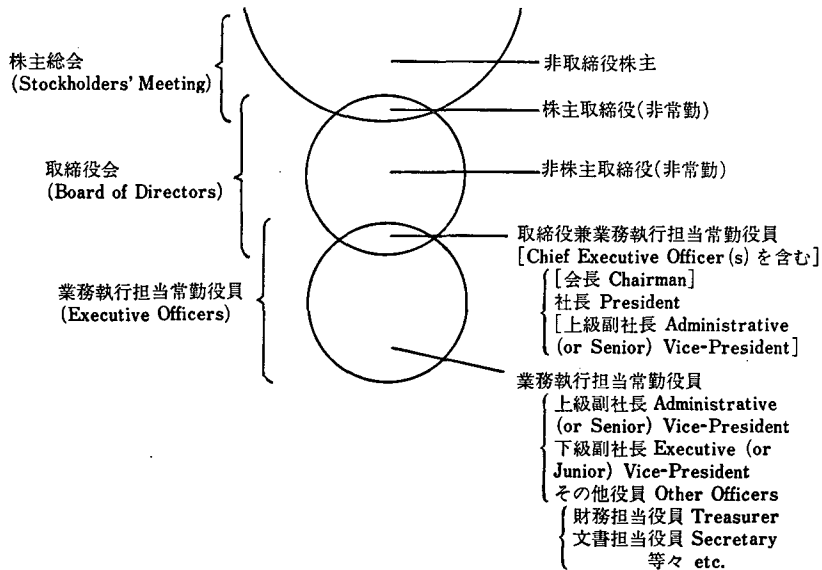 株主総会
(Stockholders' Meeting)
非取締役株主
株主取締役(非常勤)
取締役会
(Board of Directors)
非株主取締役(非常勤)
業務執行担当常勤役員
(Executive Officers)
取締役兼業務執行担当常勤役員
[Chief Executive Officer(s)を含む]
[会長 Chairman]
社長 President
[上級副社長 Administrative
(or Senior) Vice-President]
業務執行担当常勤役員
上級副社長 Administrative
(or Senior) Vice-President
下級副社長 Executive (or
Junior) Vice-President
その他役員 Other Officers
財務担当役員 Treasurer
文書担当役員 Secretary
等々 etc.